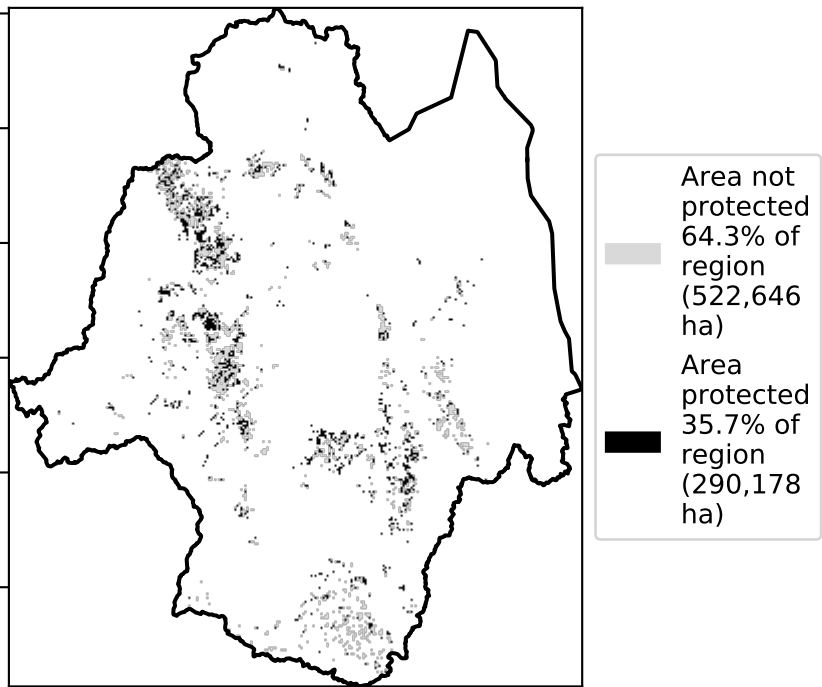 Area not
protected
64.3% of
region
(522,646
ha)
Area
protected
35.7% of
region
(290,178
ha)